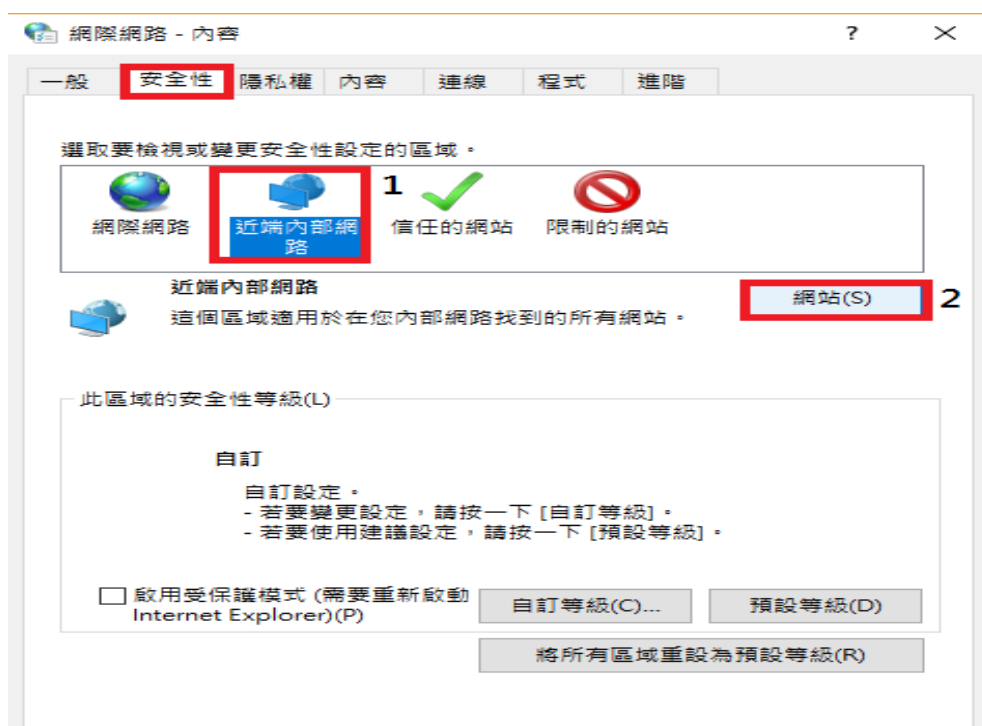 網際網路 - 內容
?
一般 安全性 隱私權 內容 連線 程式 進階
選取要檢視或變更安全性設定的區域。
1
網際網路 近端內部網路 信任的網站 限制的網站
近端內部網路
網站(S) 2
這個區域適用於在您內部網路找到的所有網站。
此區域的安全性等級(L)
自訂
自訂設定。
- 若要變更設定，請按一下 [自訂等級]。
- 若要使用建議設定，請按一下 [預設等級]。
啟用受保護模式 (需要重新啟動
Internet Explorer)(P)
自訂等級(C)... 預設等級(D)
將所有區域重設為預設等級(R)